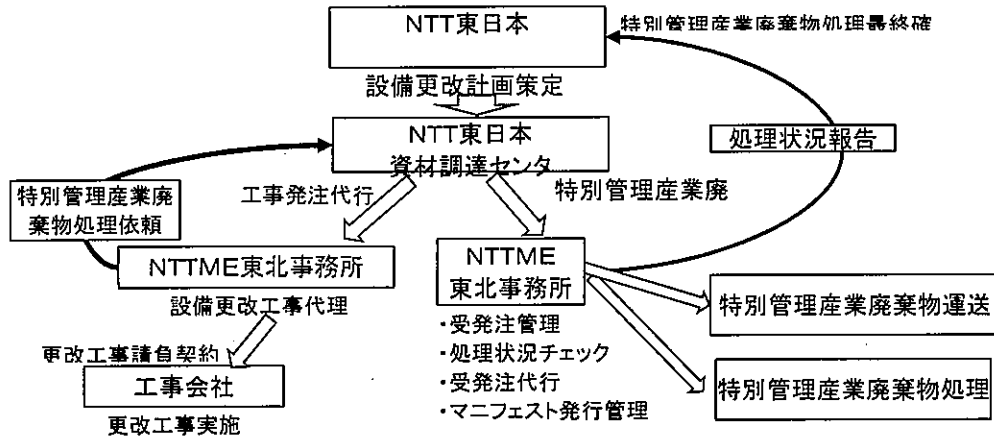 NTT東日本
特別管理産業廃棄物処理最終確
設備更改計画策定
NTT東日本
資材調達センタ
処理状況報告
特別管理産業廃
棄物処理依頼
工事発注代行
特別管理産業廃
NTTME東北事務所
設備更改工事代理
NTTME
東北事務所
・受発注管理
・処理状況チェック
・受発注代行
・マニフェスト発行管理
特別管理産業廃棄物運送
特別管理産業廃棄物処理
更改工事請負契約
工事会社
更改工事実施